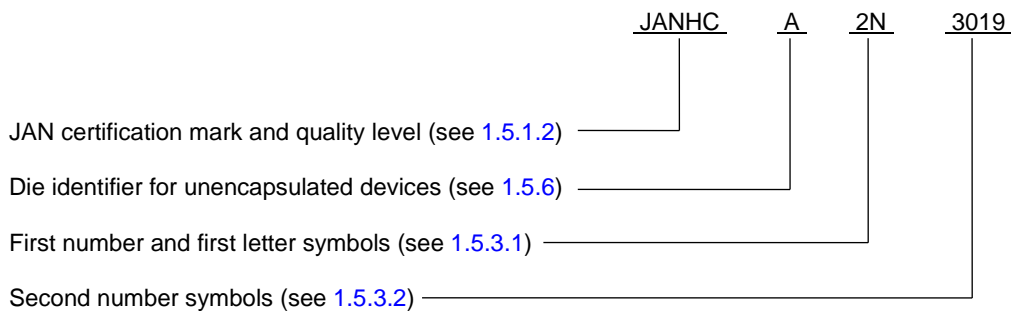 JANHC A 2N 3019
JAN certification mark and quality level (see 1.5.1.2)
Die identifier for unencapsulated devices (see 1.5.6)
First number and first letter symbols (see 1.5.3.1)
Second number symbols (see 1.5.3.2)